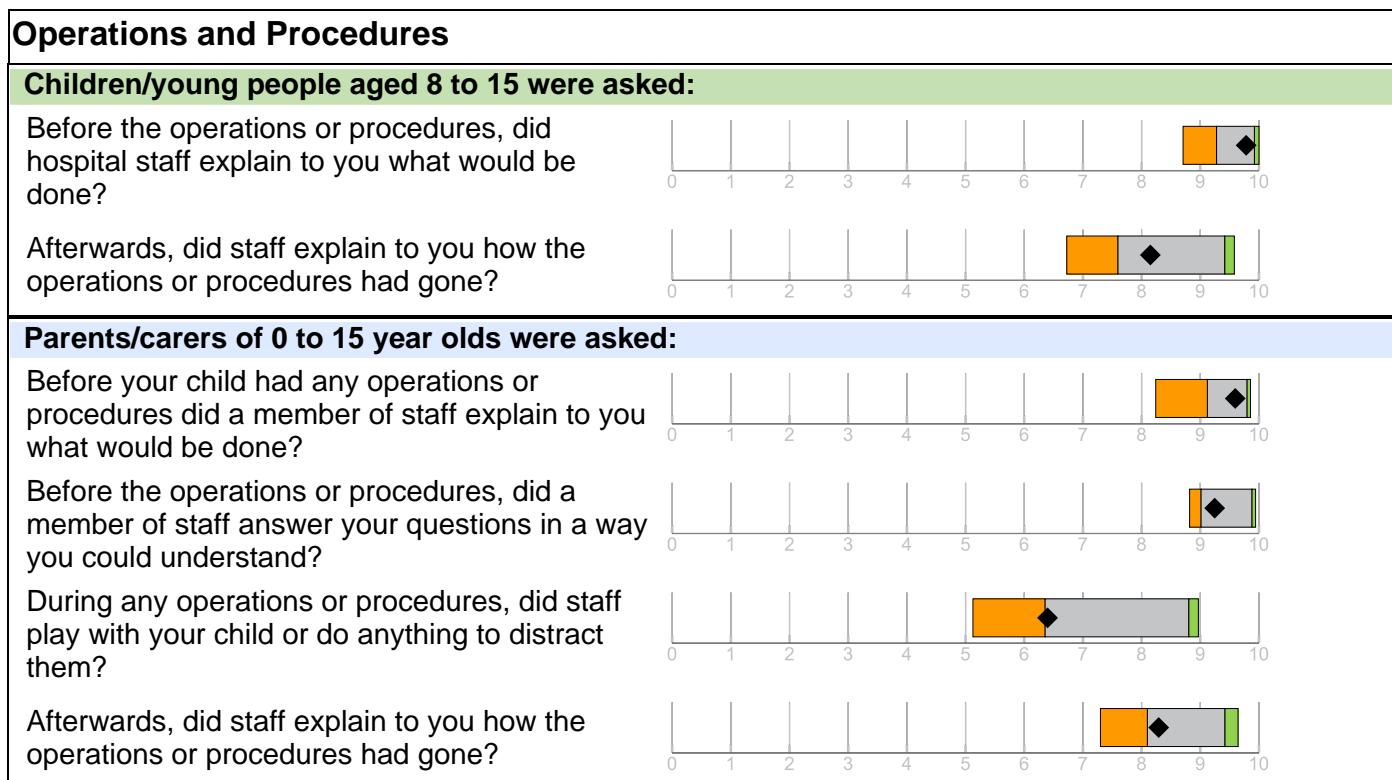 Operations and Procedures
Children/young people aged 8 to 15 were asked:
Before the operations or procedures, did
hospital staff explain to you what would be
done?
0 1 2 3 4 5 6 7 8 9 10
Afterwards, did staff explain to you how the
operations or procedures had gone?
0 1 2 3 4 5 6 7 8 9 10
Parents/carers of 0 to 15 year olds were asked:
Before your child had any operations or
procedures did a member of staff explain to you
what would be done?
0 1 2 3 4 5 6 7 8 9 10
Before the operations or procedures, did a
member of staff answer your questions in a way
you could understand?
0 1 2 3 4 5 6 7 8 9 10
During any operations or procedures, did staff
play with your child or do anything to distract
them?
0 1 2 3 4 5 6 7 8 9 10
Afterwards, did staff explain to you how the
operations or procedures had gone?
0 1 2 3 4 5 6 7 8 9 10